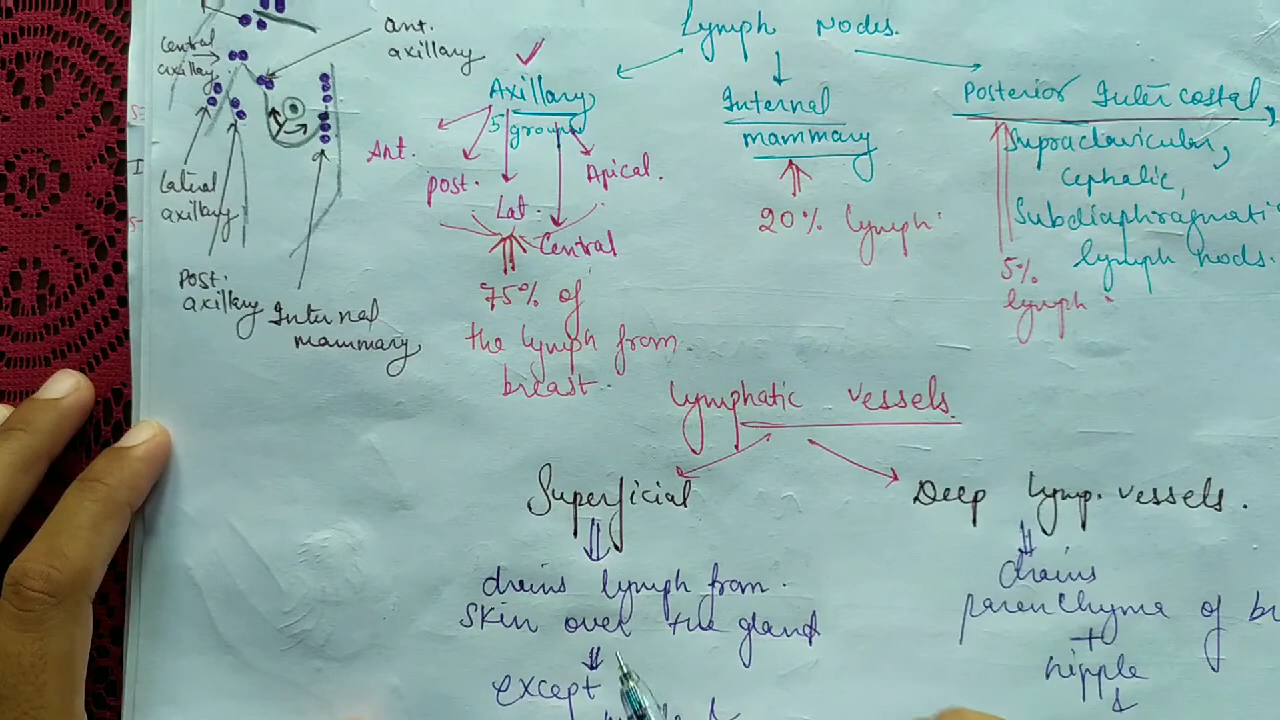 Lymph Nodes.
ant.
axillary
Central
axillary
Lateral
axillary
Post.
axillary
Internal
mammary
Axillary
5 groups
Ant.
Post.
Lat.
Central
Apical.
75% of
the lymph from
breast.
Internal
mammary
20% lymph
Posterior Intercostal,
Supraclavicular,
Cephalic,
Subdiaphragmati
lymph nods.
5%
lymph
Lymphatic vessels.
Superficial
drains lymph from
skin over the gland
except
Deep lymp. vessels.
drains
parenchyma of
+
nipple